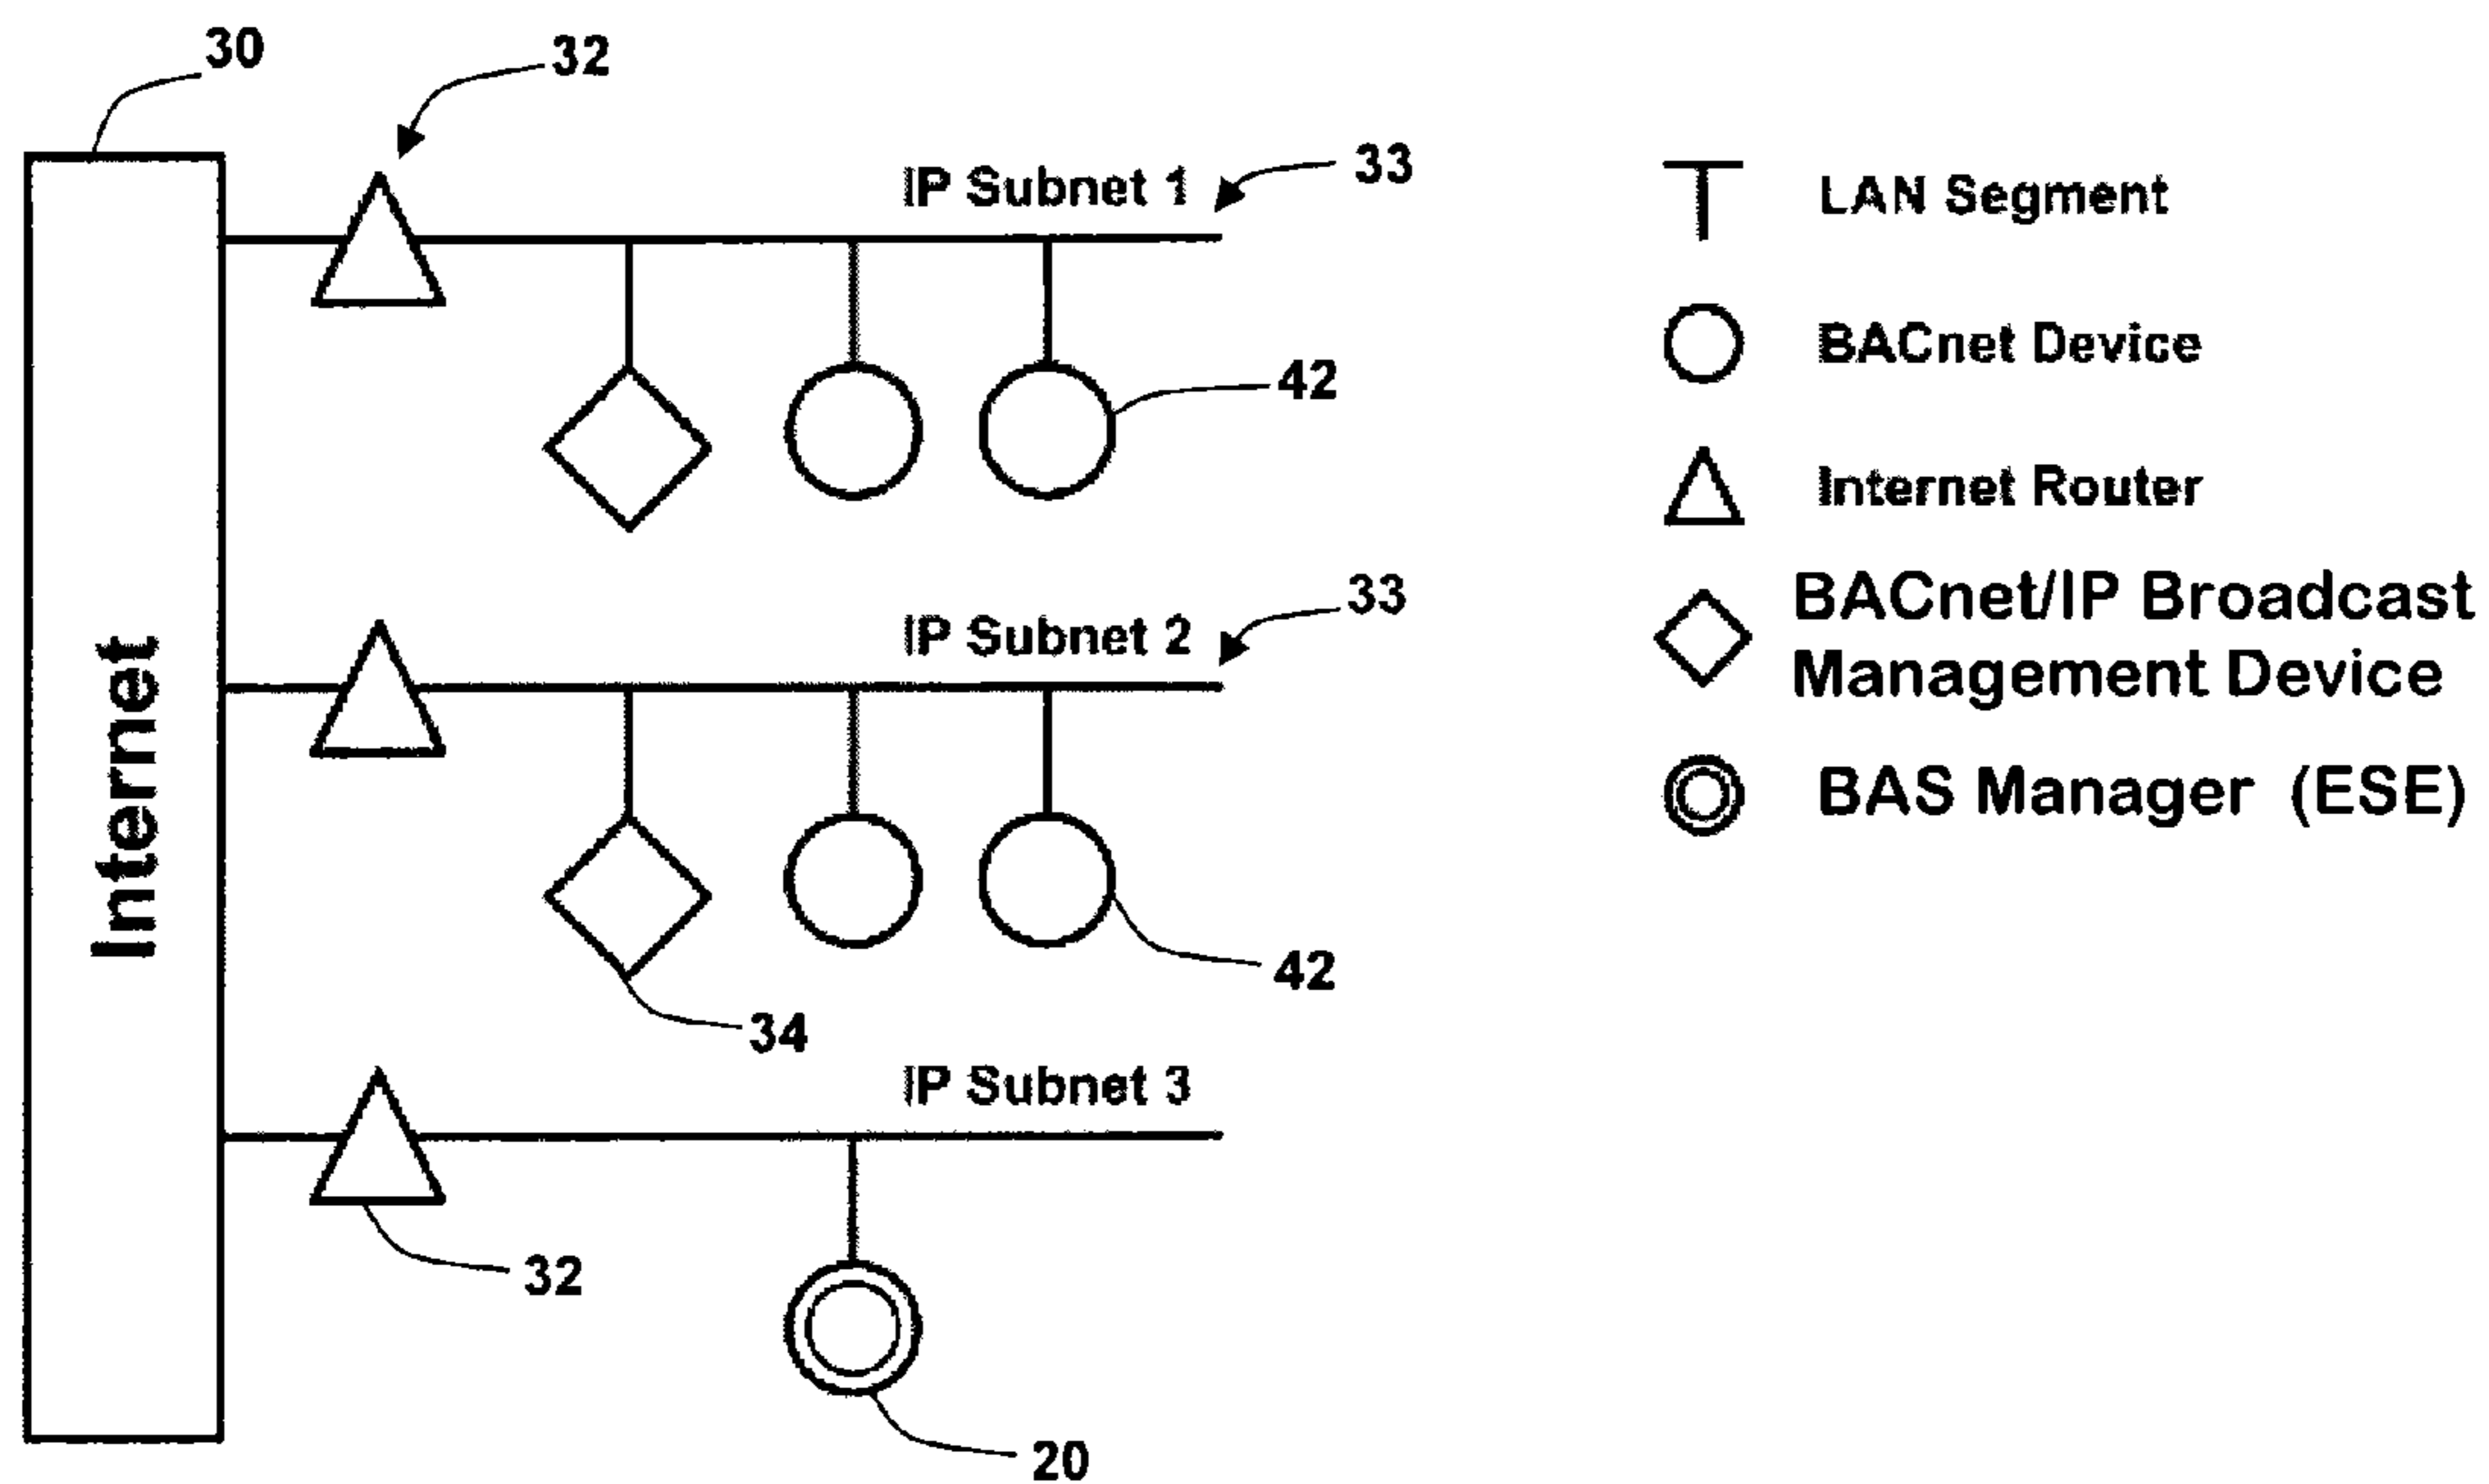 30
32
IP Subnet 1
33
42
Internet
IP Subnet 2
33
42
34
IP Subnet 3
32
20
LAN Segment
BACnet Device
Internet Router
BACnet/IP Broadcast
Management Device
BAS Manager (ESE)